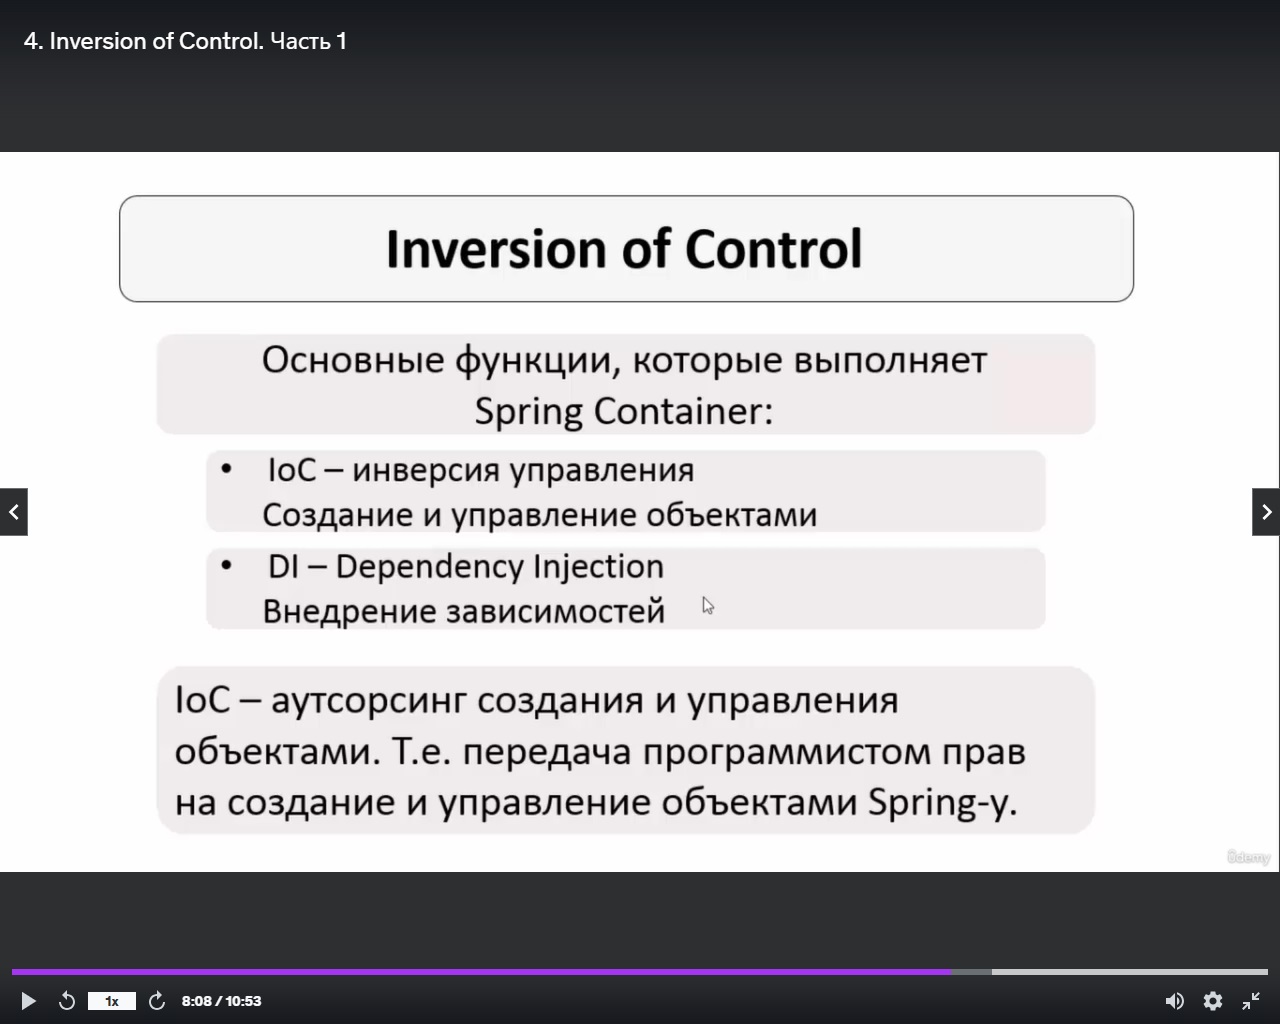 4. Inversion of Control. Часть 1
Inversion of Control
Основные функции, которые выполняет
Spring Container:
• IoC – инверсия управления
Создание и управление объектами
• DI – Dependency Injection
Внедрение зависимостей
IoC – аутсорсинг создания и управления
объектами. Т.е. передача программистом прав
на создание и управление объектами Spring-у.
ûdemy
1x
8:08 / 10:53